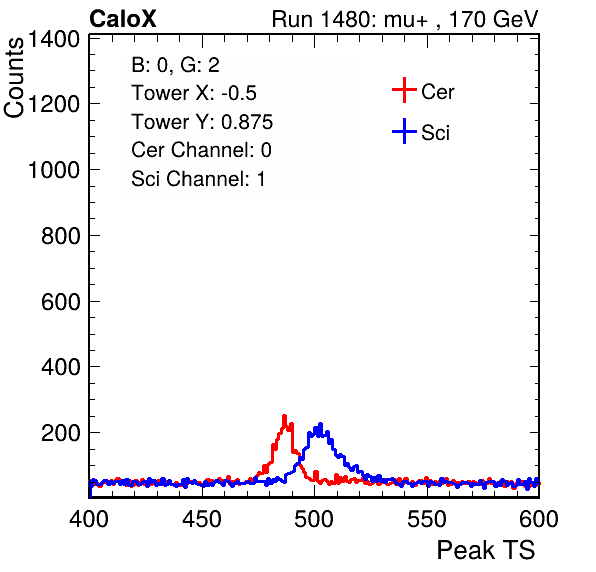 CaloX Run 1480: mu+ , 170 GeV
B: 0, G: 2
Tower X: -0.5
Tower Y: 0.875
Cer Channel: 0
Sci Channel: 1
Cer
Sci
Counts
1400
1200
1000
800
600
400
200
400 450 500 550 600
Peak TS